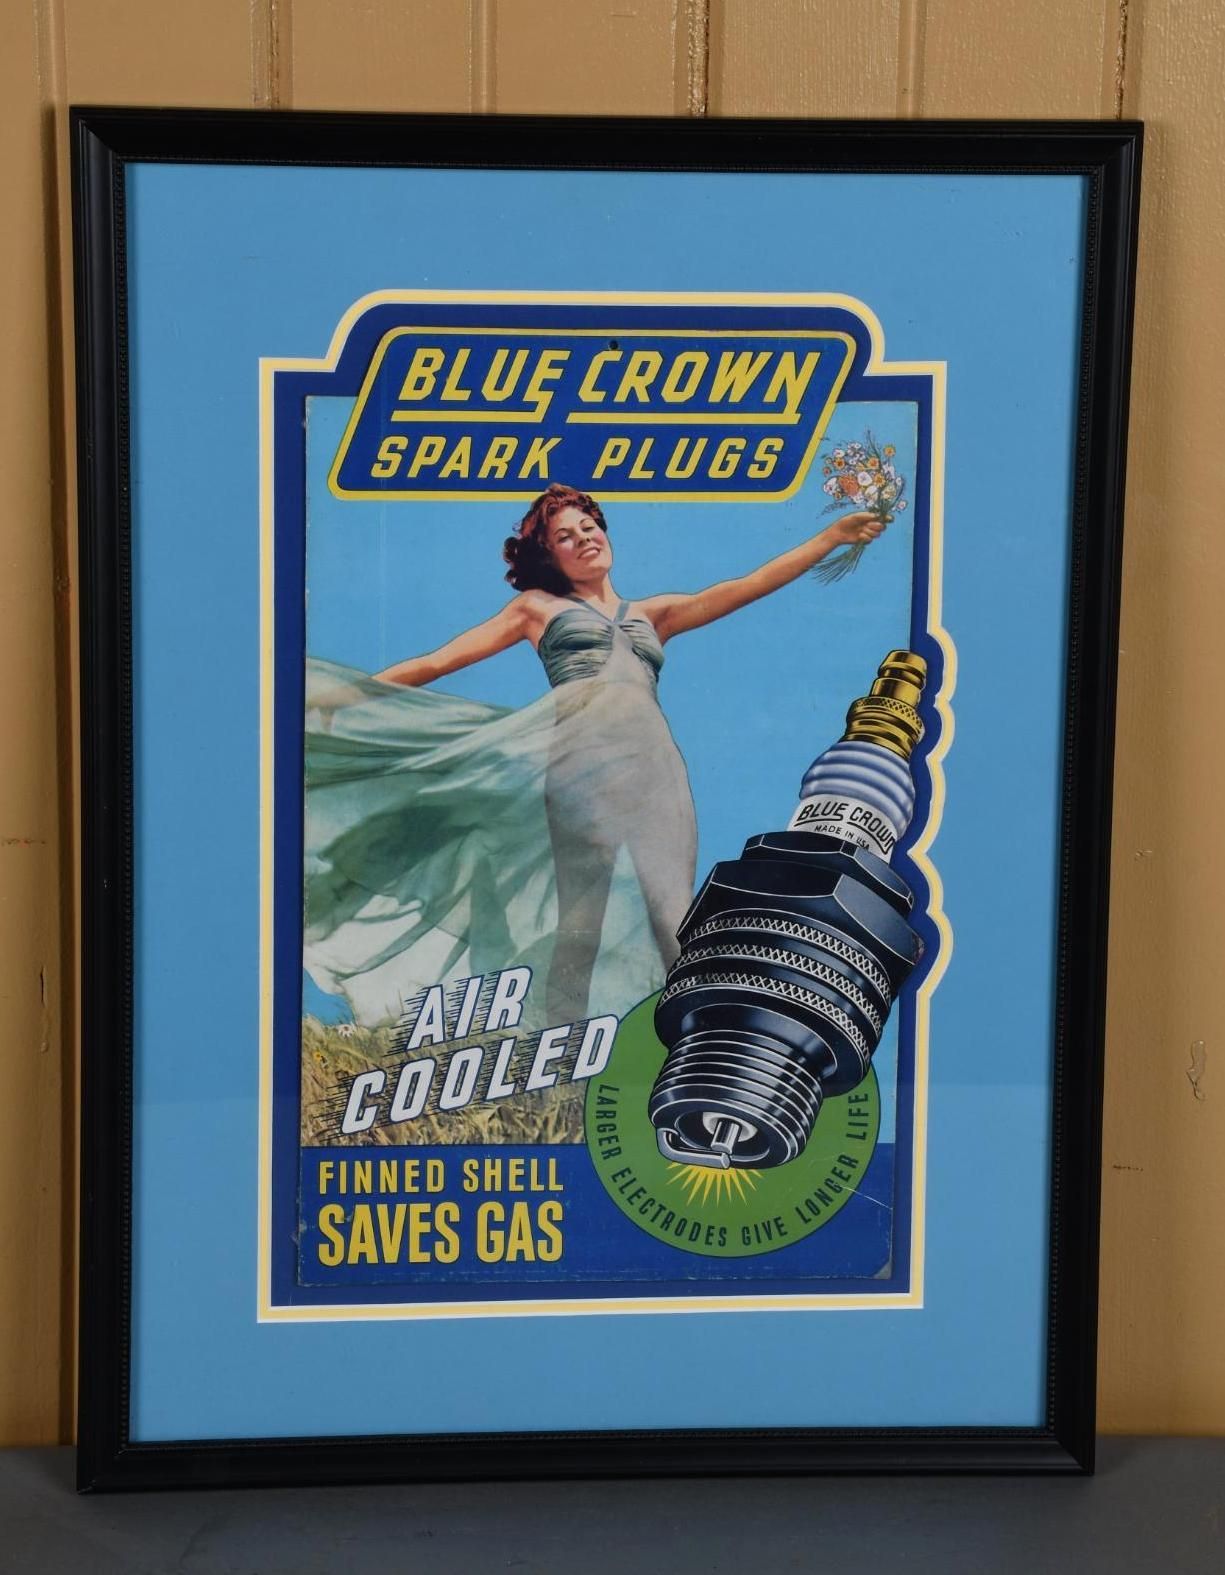 BLUE CROWN
SPARK PLUGS
BLUE CROWN
MADE IN USA
AIR
COOLED
LARGER ELECTRODES GIVE LONGER LIFE
FINNED SHELL
SAVES GAS